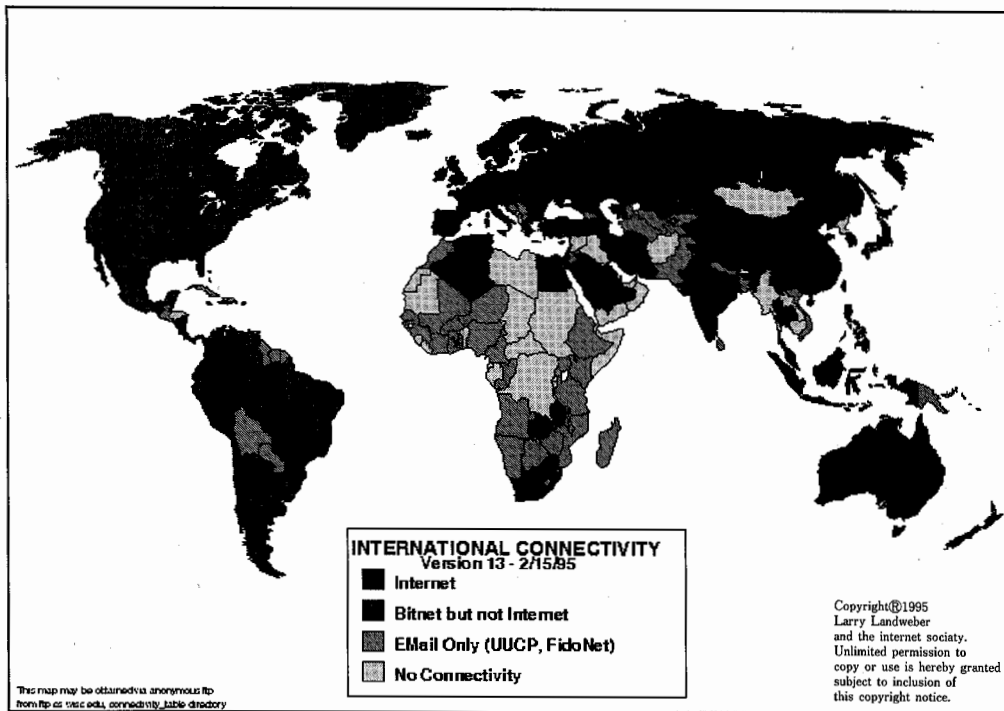 INTERNATIONAL CONNECTIVITY
Version 13 - 2/15/95
Internet
Bitnet but not Internet
EMail Only (UUCP, FidoNet)
No Connectivity
Copyright®1995
Larry Landweber
and the internet sociaty.
Unlimited permission to
copy or use is hereby granted
subject to inclusion of
this copyright notice.
This map may be obtained via anonymous ftp
from ftp.cs.wisc.edu, connectivity_table directory